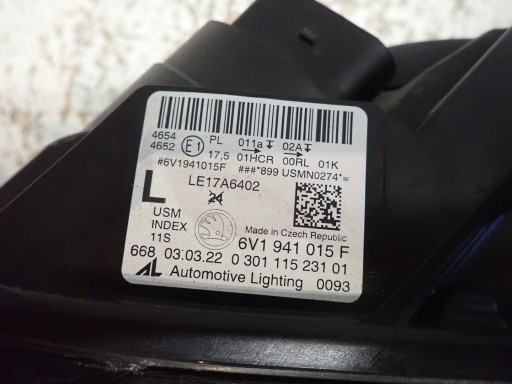 4654 E1 PL 011a 02A
4652 17,5 01HCR 00RL 01K
#6V1941015F ###*899 USMN0274*=
L LE17A6402
24
USM
INDEX
11S
Made in Czech Republic
6V1 941 015 F
668 03.03.22 0 301 115 231 01
AL Automotive Lighting 0093